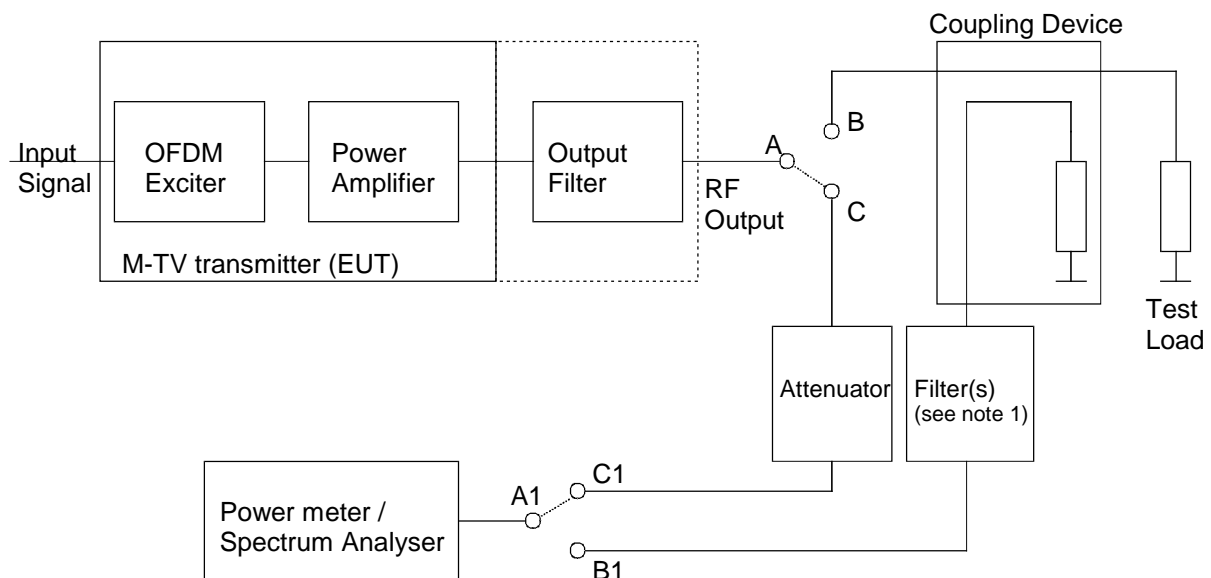 Coupling Device
Input
Signal
OFDM
Exciter
Power
Amplifier
Output
Filter
M-TV transmitter (EUT)
RF
Output
A
B
C
Test
Load
Attenuator
Filter(s)
(see note 1)
Power meter /
Spectrum Analyser
A1
C1
B1